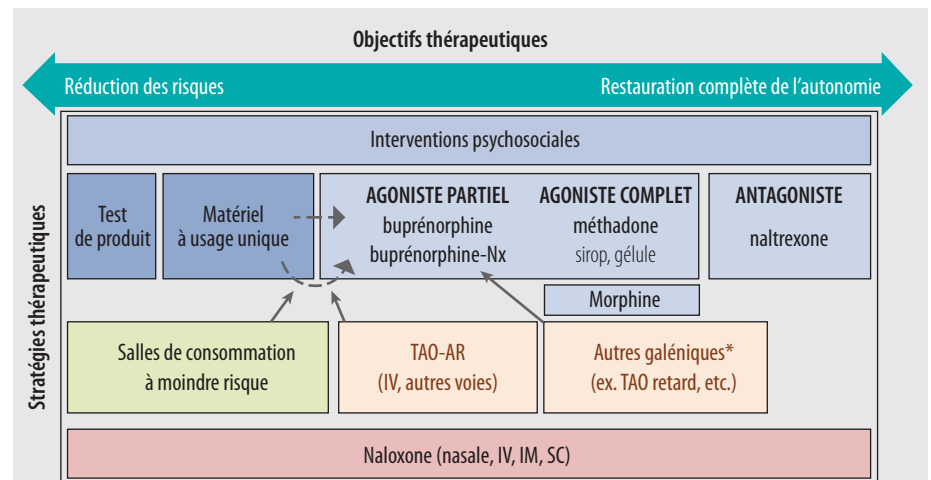 Objectifs thérapeutiques
Réduction des risques
Restauration complète de l'autonomie
Stratégies thérapeutiques
Interventions psychosociales
Test
de produit
Matériel
à usage unique
AGONISTE PARTIEL
buprénorphine
buprénorphine-Nx
AGONISTE COMPLET
méthadone
sirop, gélule
ANTAGONISTE
naltrexone
Morphine
Salles de consommation
à moindre risque
TAO-AR
(IV, autres voies)
Autres galéniques*
(ex. TAO retard, etc.)
Naloxone (nasale, IV, IM, SC)